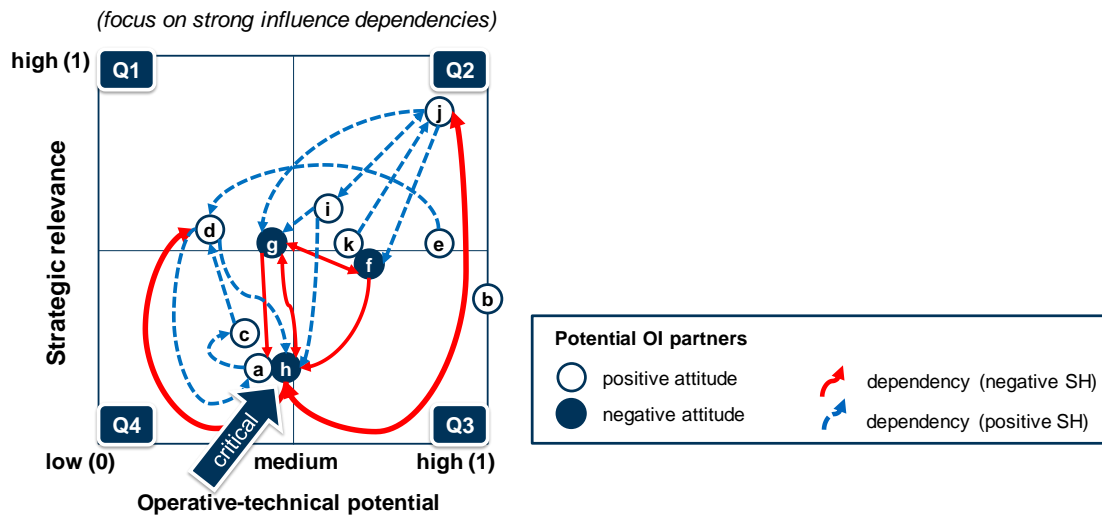 (focus on strong influence dependencies)
high (1)
Q1
Q2
j
i
d
g
k
e
f
b
c
a
h
Strategic relevance
critical
Q4
Q3
low (0)
medium
high (1)
Operative-technical potential
Potential OI partners
positive attitude
dependency (negative SH)
negative attitude
dependency (positive SH)